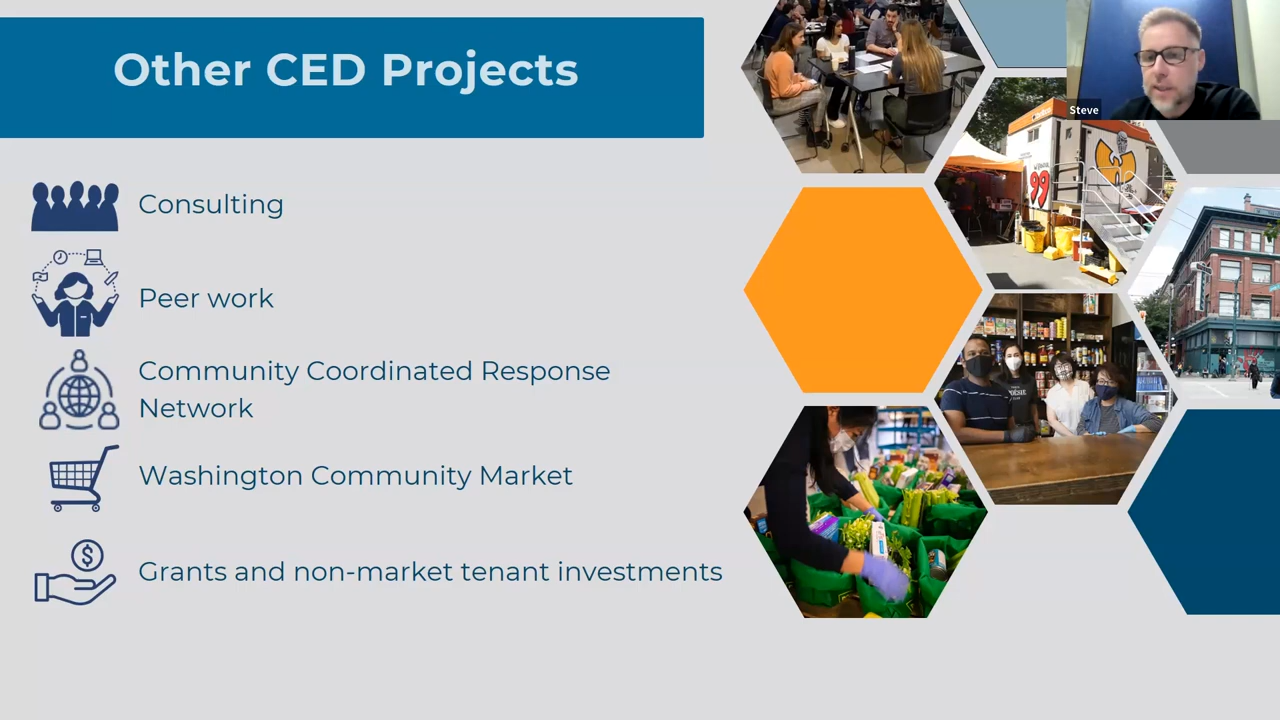 Other CED Projects
Steve
Consulting
Peer work
Community Coordinated Response
Network
Washington Community Market
Grants and non-market tenant investments
99